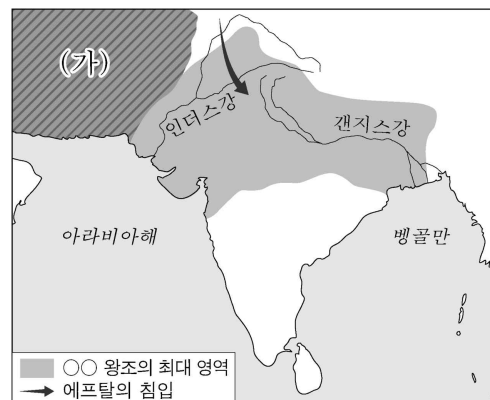 (가)
인더스강
갠지스강
아라비아해
벵골만
○○ 왕조의 최대 영역
에프탈의 침입